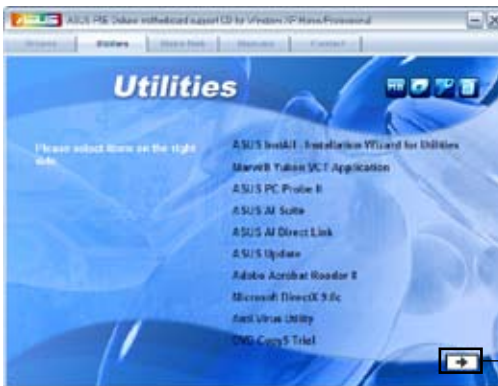 ASUS P5E Deluxe motherboard support CD for Windows XP Home/Professional
Drivers
Utilities
Make Disk
Manuals
Contact
Utilities
Please select items on the right side.
ASUS InstAll - Installation Wizard for Utilities
Marvell Yukon VCT Application
ASUS PC Probe II
ASUS AI Suite
ASUS AI Direct Link
ASUS Update
Adobe Acrobat Reader 8
Microsoft DirectX 9.0c
Anti Virus Utility
DVD Copy5 Trial